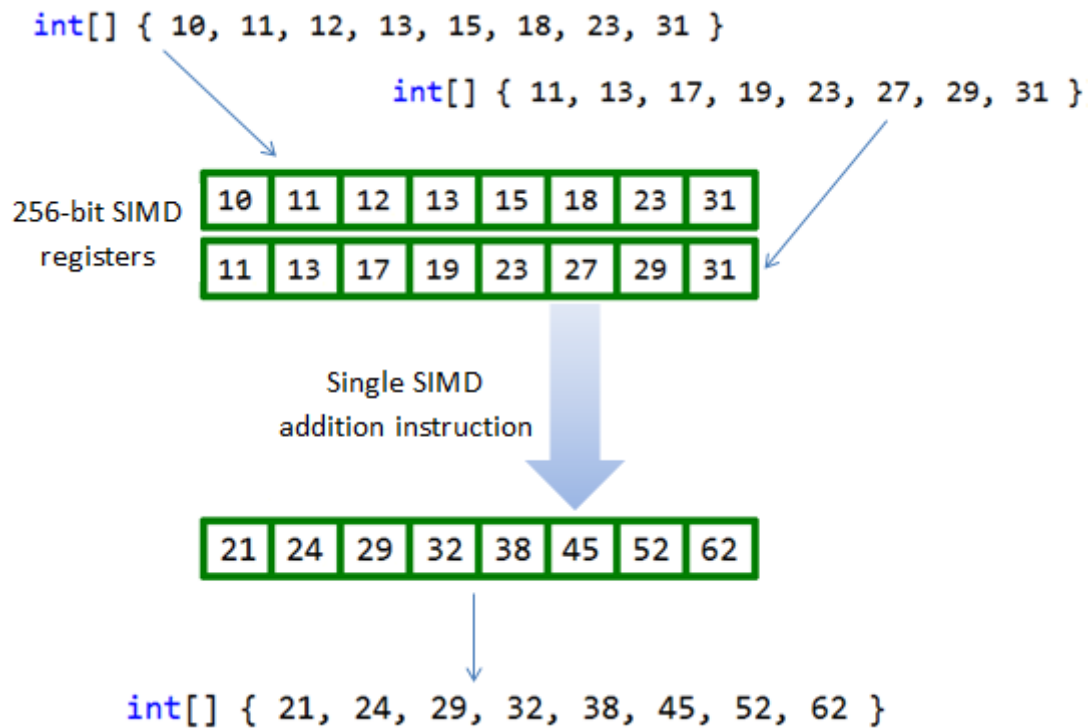 int[] { 10, 11, 12, 13, 15, 18, 23, 31 }
int[] { 11, 13, 17, 19, 23, 27, 29, 31 }
256-bit SIMD
registers
10 11 12 13 15 18 23 31
11 13 17 19 23 27 29 31
Single SIMD
addition instruction
21 24 29 32 38 45 52 62
int[] { 21, 24, 29, 32, 38, 45, 52, 62 }